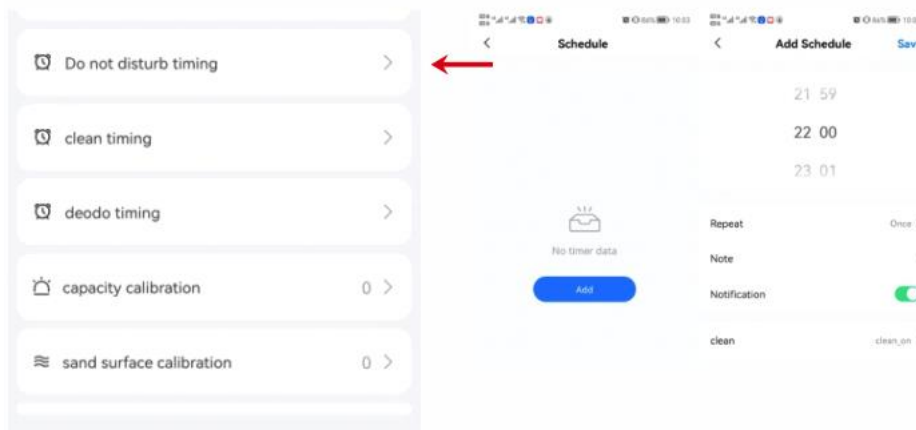 Do not disturb timing
clean timing
deodo timing
capacity calibration 0
sand surface calibration 0
Schedule
No timer data
Add
Add Schedule
21 59
22 00
23 01
Repeat Once
Note
Notification
clean clean_on